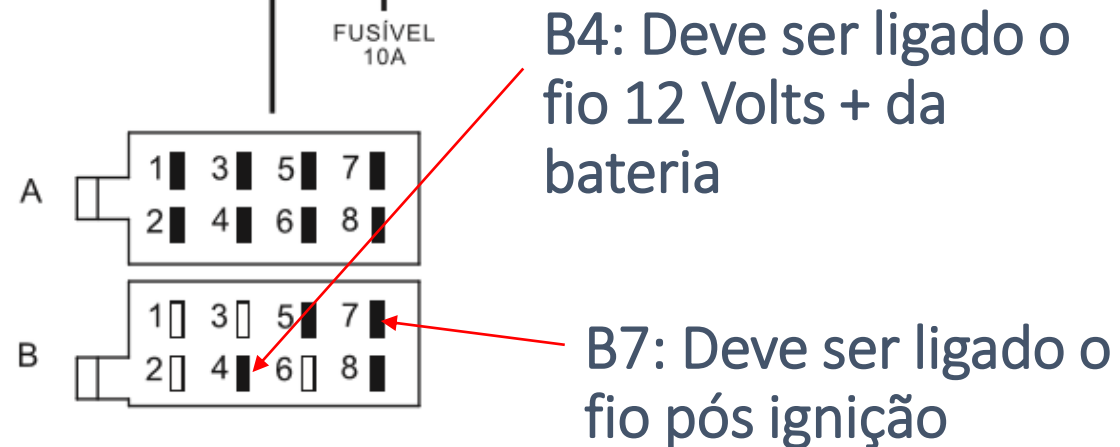 FUSÍVEL
10A
B4: Deve ser ligado o
fio 12 Volts + da
bateria
A
1 3 5 7
2 4 6 8
B
1 3 5 7
2 4 6 8
B7: Deve ser ligado o
fio pós ignição